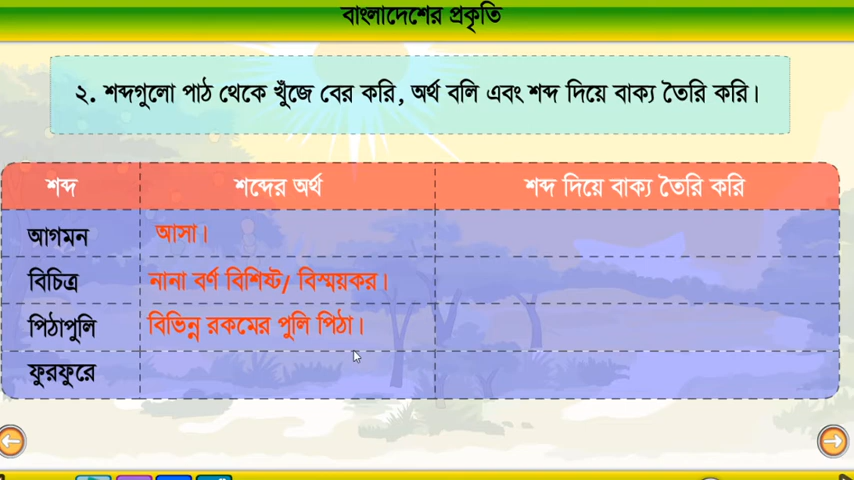 বাংলাদেশের প্রকৃতি
২. শব্দগুলো পাঠ থেকে খুঁজে বের করি, অর্থ বলি এবং শব্দ দিয়ে বাক্য তৈরি করি।
শব্দ শব্দের অর্থ শব্দ দিয়ে বাক্য তৈরি করি
আগমন আসা।
বিচিত্র নানা বর্ণ বিশিষ্ট/ বিস্ময়কর।
পিঠাপুলি বিভিন্ন রকমের পুলি পিঠা।
ফুরফুরে